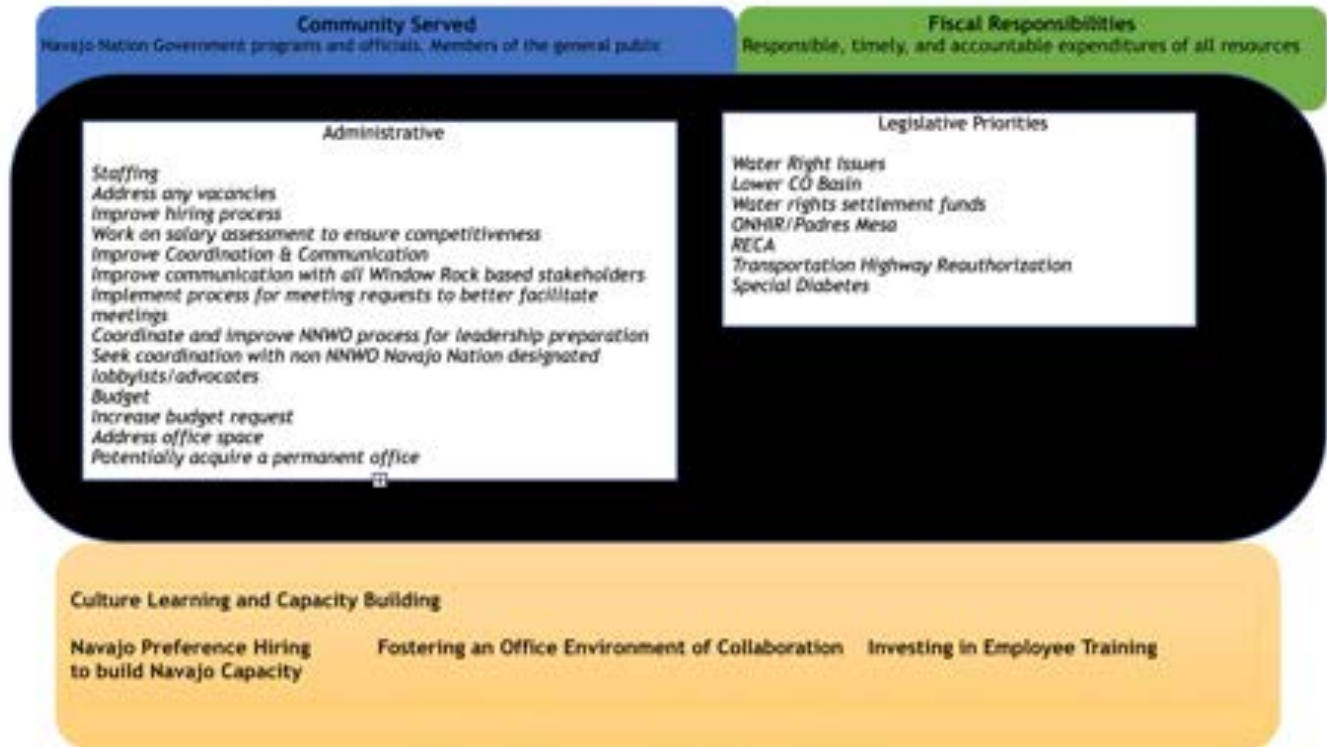 Community Served
Navajo Nation Government programs and officials. Members of the general public
Fiscal Responsibilities
Responsible, timely, and accountable expenditures of all resources
Administrative
Staffing
Address any vacancies
Improve hiring process
Work on salary assessment to ensure competitiveness
Improve Coordination & Communication
Improve communication with all Window Rock based stakeholders
Implement process for meeting requests to better facilitate
meetings
Coordinate and improve NNWO process for leadership preparation
Seek coordination with non NNWO Navajo Nation designated
lobbyists/advocates
Budget
Increase budget request
Address office space
Potentially acquire a permanent office
Legislative Priorities
Water Right Issues
Lower CO Basin
Water rights settlement funds
ONHIR/Padres Mesa
RECA
Transportation Highway Reauthorization
Special Diabetes
Culture Learning and Capacity Building
Navajo Preference Hiring
to build Navajo Capacity
Fostering an Office Environment of Collaboration
Investing in Employee Training